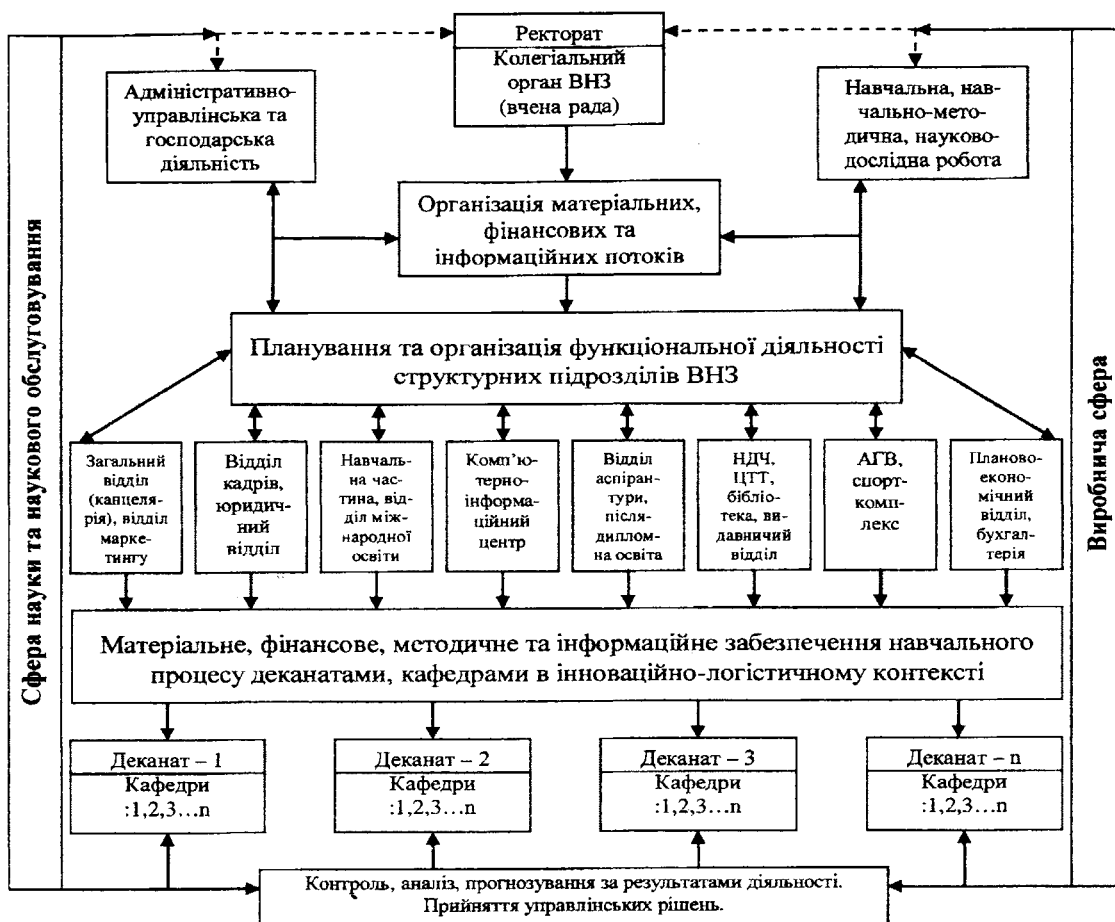 Ректорат
Колегіальний
орган ВНЗ
(вчена рада)
Адміністративно-
управлінська та
господарська
діяльність
Навчальна, нав-
чально-мето-
дична, науково-
дослідна робота
Організація матеріальних,
фінансових та
інформаційних потоків
Планування та організація функціональної діяльності
структурних підрозділів ВНЗ
Загальний
відділ
(канцеля-
рія), відділ
марке-
тингу
Відділ
кадрів,
юридич-
ний
відділ
Навчаль-
на час-
тина, від-
діл між-
народної
освіти
Комп’ю-
терно-
інформа-
ційний
центр
Відділ
аспіран-
тури,
після-
дипломна
освіта
НДЧ,
ЦТТ,
бібліо-
тека, ви-
давничий
відділ
АГВ,
спорт-
комп-
лекс
Планово-
еконо-
мічний
відділ,
бухгал-
терія
Матеріальне, фінансове, методичне та інформаційне забезпечення навчального
процесу деканатами, кафедрами в інноваційно-логістичному контексті
Деканат – 1
Кафедри
:1,2,3…n
Деканат – 2
Кафедри
:1,2,3…n
Деканат – 3
Кафедри
:1,2,3…n
Деканат – n
Кафедри
:1,2,3…n
Контроль, аналіз, прогнозування за результатами діяльності.
Прийняття управлінських рішень.
Сфера науки та наукового обслуговування
Виробнича сфера